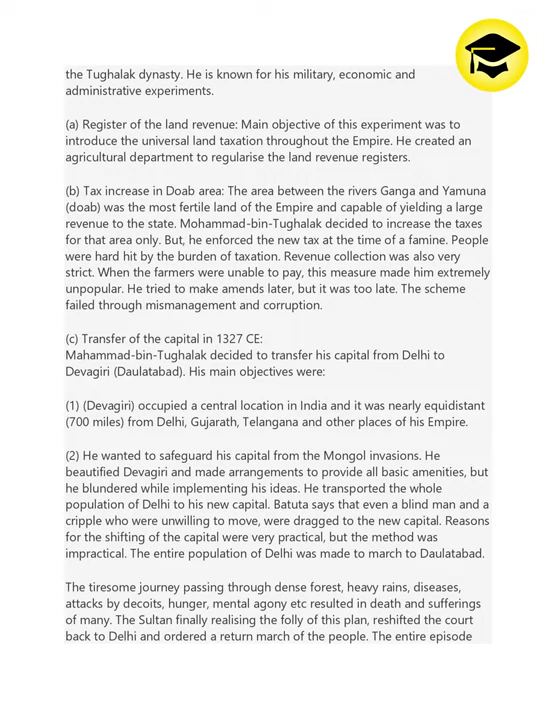 the Tughalak dynasty. He is known for his military, economic and
administrative experiments.
(a) Register of the land revenue: Main objective of this experiment was to
introduce the universal land taxation throughout the Empire. He created an
agricultural department to regularise the land revenue registers.
(b) Tax increase in Doab area: The area between the rivers Ganga and Yamuna
(doab) was the most fertile land of the Empire and capable of yielding a large
revenue to the state. Mohammad-bin-Tughalak decided to increase the taxes
for that area only. But, he enforced the new tax at the time of a famine. People
were hard hit by the burden of taxation. Revenue collection was also very
strict. When the farmers were unable to pay, this measure made him extremely
unpopular. He tried to make amends later, but it was too late. The scheme
failed through mismanagement and corruption.
(c) Transfer of the capital in 1327 CE:
Mahammad-bin-Tughalak decided to transfer his capital from Delhi to
Devagiri (Daulatabad). His main objectives were:
(1) (Devagiri) occupied a central location in India and it was nearly equidistant
(700 miles) from Delhi, Gujarath, Telangana and other places of his Empire.
(2) He wanted to safeguard his capital from the Mongol invasions. He
beautified Devagiri and made arrangements to provide all basic amenities, but
he blundered while implementing his ideas. He transported the whole
population of Delhi to his new capital. Batuta says that even a blind man and a
cripple who were unwilling to move, were dragged to the new capital. Reasons
for the shifting of the capital were very practical, but the method was
impractical. The entire population of Delhi was made to march to Daulatabad.
The tiresome journey passing through dense forest, heavy rains, diseases,
attacks by decoits, hunger, mental agony etc resulted in death and sufferings
of many. The Sultan finally realising the folly of this plan, reshifted the court
back to Delhi and ordered a return march of the people. The entire episode